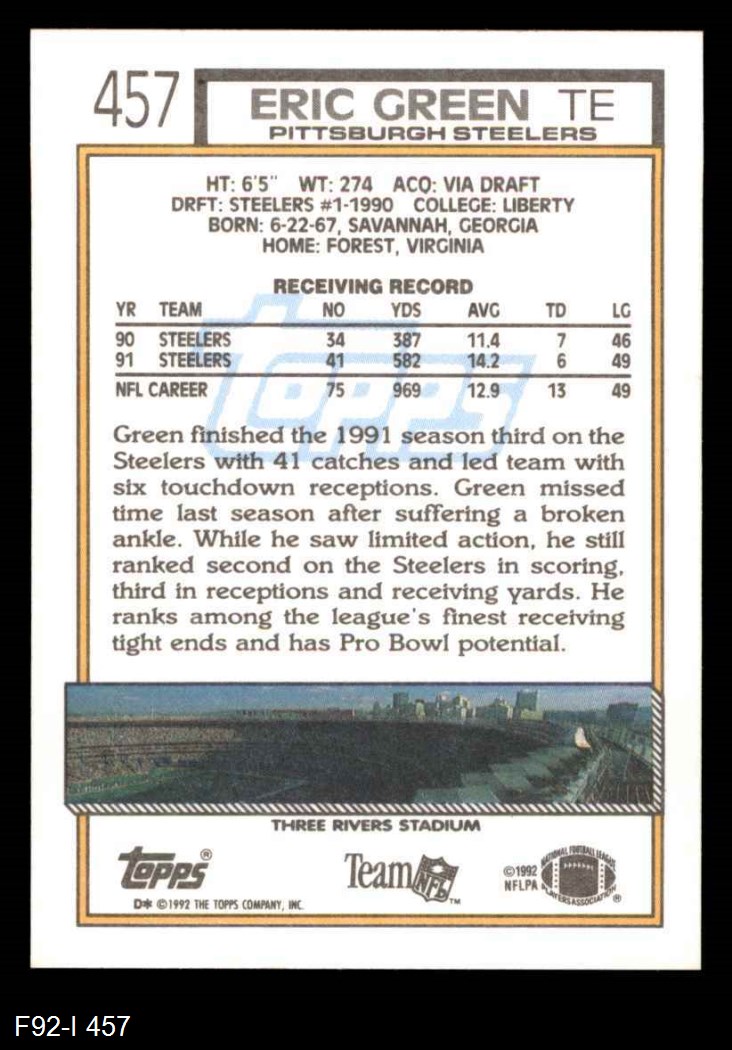 457 ERIC GREEN TE
PITTSBURGH STEELERS
HT: 6'5" WT: 274 ACQ: VIA DRAFT
DRFT: STEELERS #1-1990 COLLEGE: LIBERTY
BORN: 6-22-67, SAVANNAH, GEORGIA
HOME: FOREST, VIRGINIA
RECEIVING RECORD
YR TEAM NO YDS AVG TD LG
90 STEELERS 34 387 11.4 7 46
91 STEELERS 41 582 14.2 6 49
NFL CAREER 75 969 12.9 13 49
topps
Green finished the 1991 season third on the
Steelers with 41 catches and led team with
six touchdown receptions. Green missed
time last season after suffering a broken
ankle. While he saw limited action, he still
ranked second on the Steelers in scoring,
third in receptions and receiving yards. He
ranks among the league's finest receiving
tight ends and has Pro Bowl potential.
THREE RIVERS STADIUM
topps®
D* ©1992 THE TOPPS COMPANY, INC.
Team NFL™
©1992
NFLPA
NATIONAL FOOTBALL LEAGUE
PLAYERS ASSOCIATION ®
F92-I 457